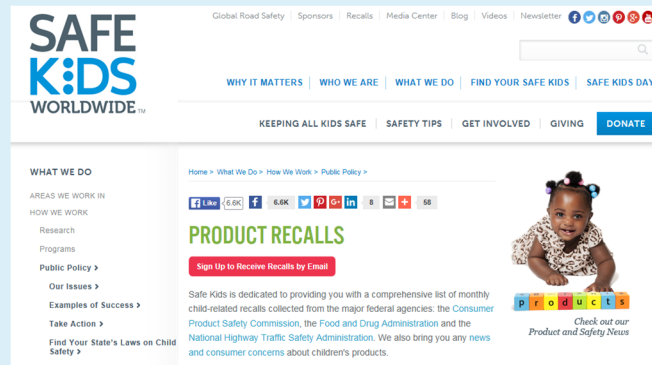 SAFE
KIDS
WORLDWIDE™
Global Road Safety
Sponsors
Recalls
Media Center
Blog
Videos
Newsletter
WHY IT MATTERS
WHO WE ARE
WHAT WE DO
FIND YOUR SAFE KIDS
SAFE KIDS DAY
KEEPING ALL KIDS SAFE
SAFETY TIPS
GET INVOLVED
GIVING
DONATE
WHAT WE DO
AREAS WE WORK IN
HOW WE WORK
Research
Programs
Public Policy >
Our Issues >
Examples of Success >
Take Action >
Find Your State's Laws on Child
Safety >
Home > What We Do > How We Work > Public Policy >
Like 6.6K 6.6K 8 58
PRODUCT RECALLS
Sign Up to Receive Recalls by Email
Safe Kids is dedicated to providing you with a comprehensive list of monthly
child-related recalls collected from the major federal agencies: the Consumer
Product Safety Commission, the Food and Drug Administration and the
National Highway Traffic Safety Administration. We also bring you any news
and consumer concerns about children's products.
products
Check out our
Product and Safety News